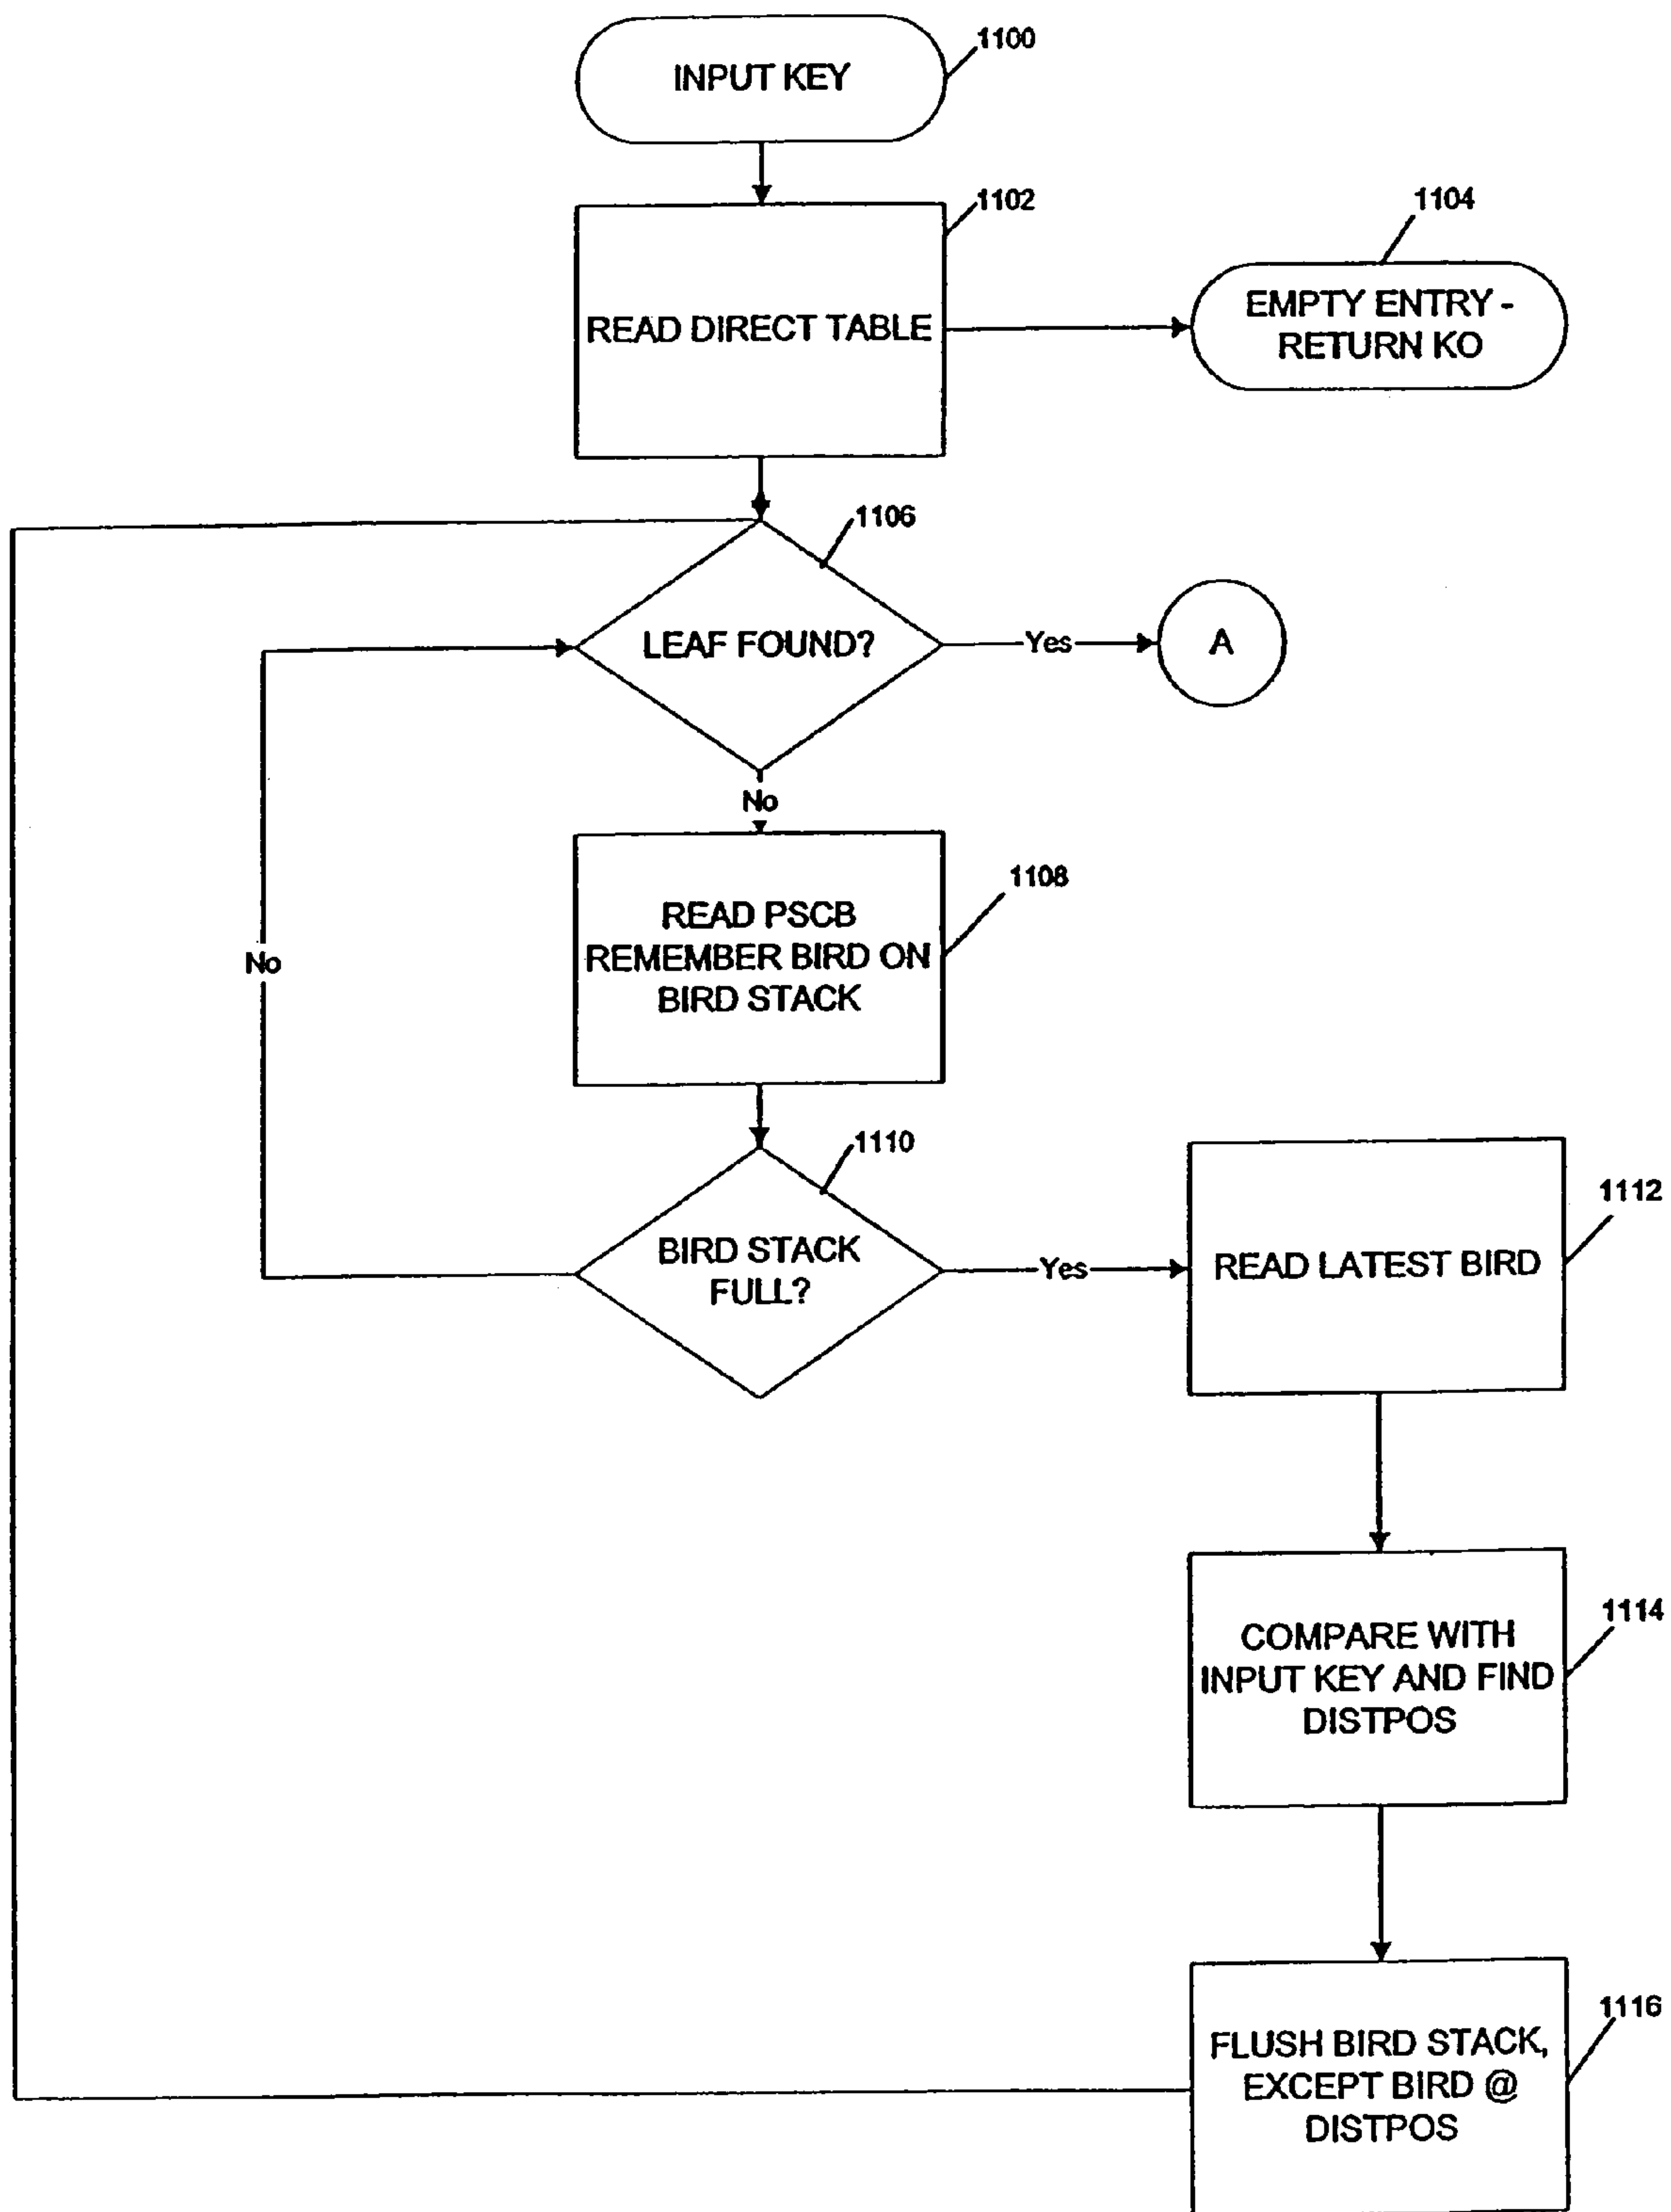 1100
INPUT KEY
1102
READ DIRECT TABLE
1104
EMPTY ENTRY -
RETURN KO
1106
LEAF FOUND?
Yes
A
No
1108
READ PSCB
REMEMBER BIRD ON
BIRD STACK
No
1110
BIRD STACK
FULL?
Yes
1112
READ LATEST BIRD
1114
COMPARE WITH
INPUT KEY AND FIND
DISTPOS
1116
FLUSH BIRD STACK,
EXCEPT BIRD @
DISTPOS